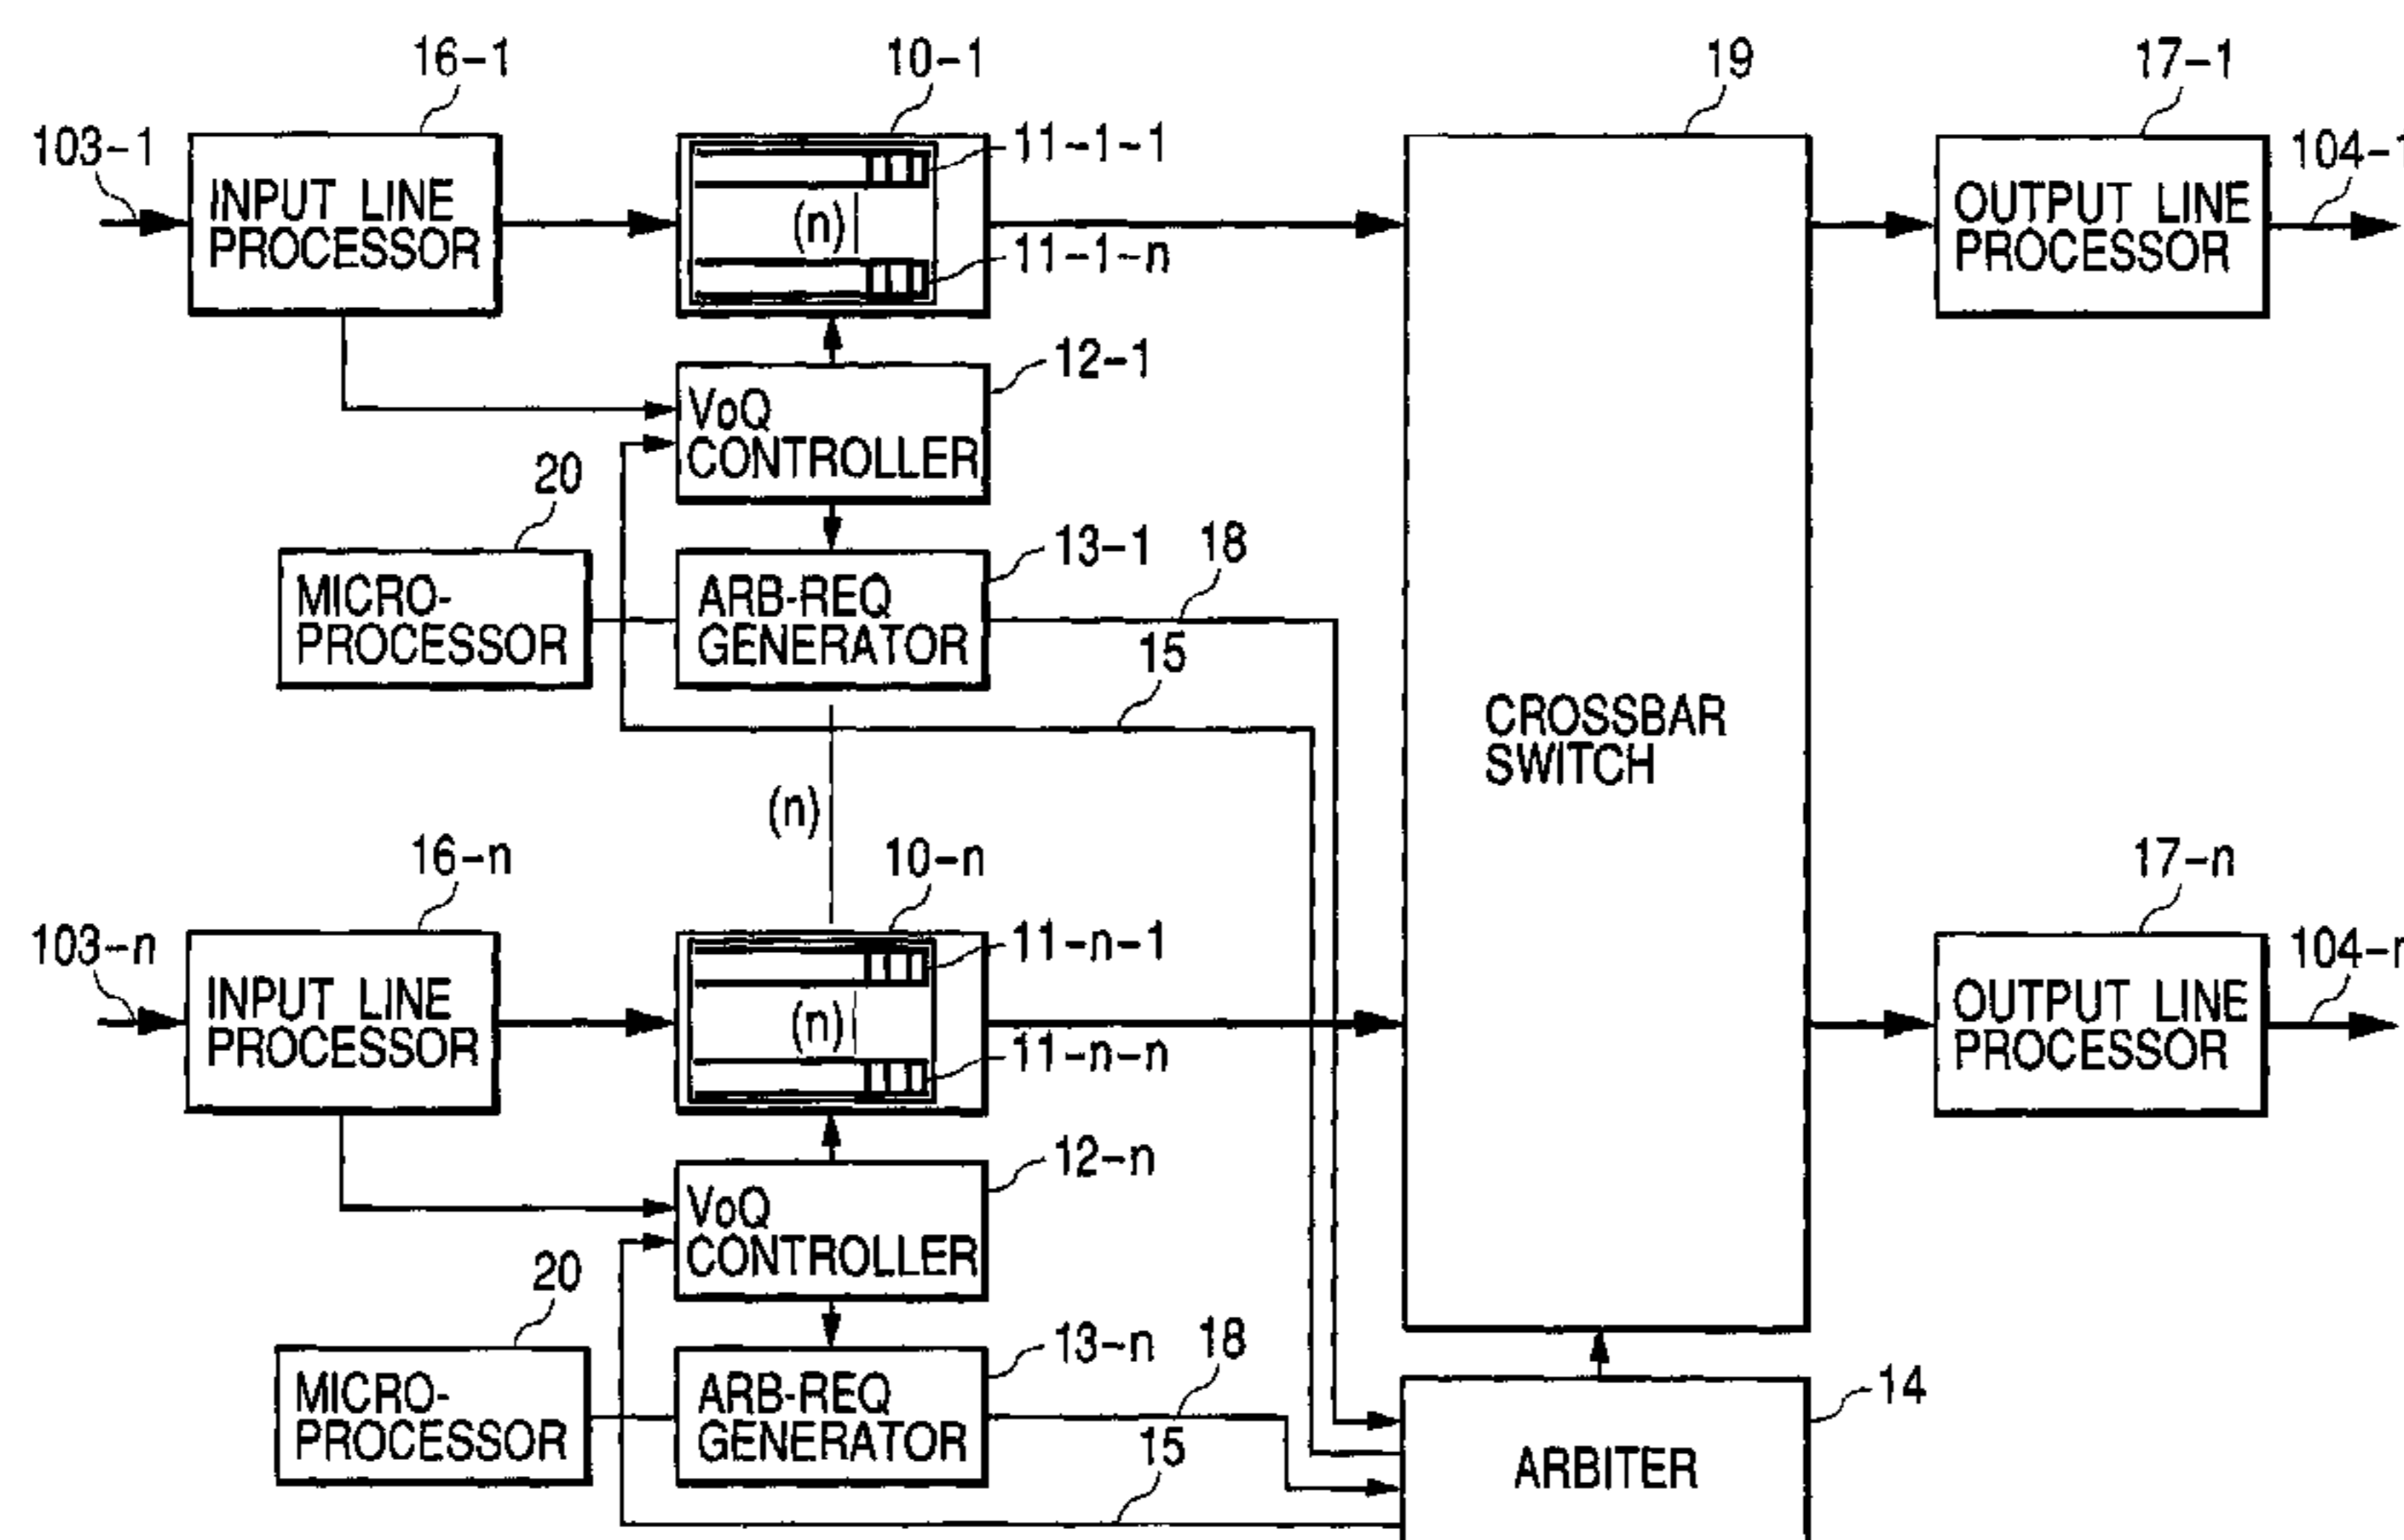 16-1
10-1
19
17-1
103-1
11-1-1
104-1
INPUT LINE
PROCESSOR
(n)
OUTPUT LINE
PROCESSOR
11-1-n
12-1
VoQ
CONTROLLER
20
13-1
18
MICRO-
PROCESSOR
ARB-REQ
GENERATOR
15
CROSSBAR
SWITCH
(n)
16-n
10-n
17-n
103-n
11-n-1
104-n
INPUT LINE
PROCESSOR
(n)
OUTPUT LINE
PROCESSOR
11-n-n
12-n
VoQ
CONTROLLER
20
13-n
18
14
MICRO-
PROCESSOR
ARB-REQ
GENERATOR
15
ARBITER